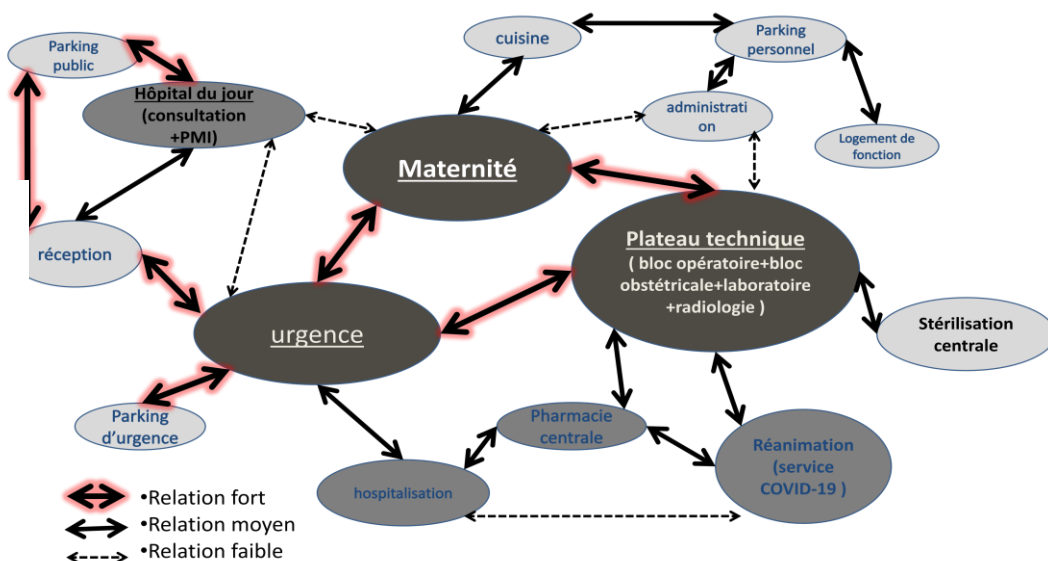 Parking
public
cuisine
Parking
personnel
Hôpital du jour
(consultation
+PMI)
administrati
on
Logement de
fonction
Maternité
réception
Plateau technique
( bloc opératoire+bloc
obstétricale+laboratoire
+radiologie )
urgence
Stérilisation
centrale
Parking
d’urgence
Pharmacie
centrale
Réanimation
(service
COVID-19 )
hospitalisation
•Relation fort
•Relation moyen
•Relation faible